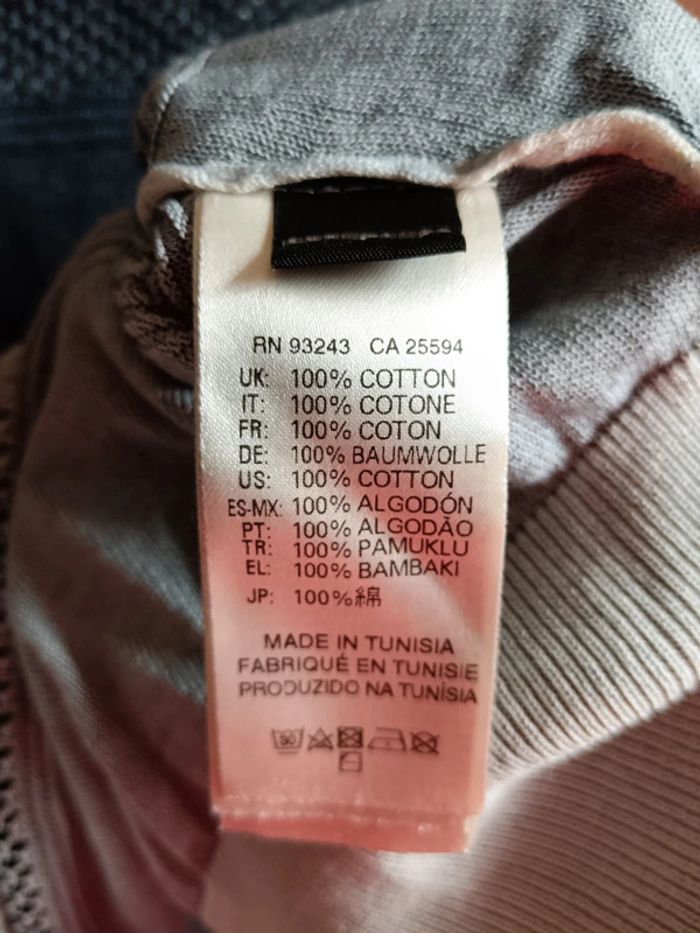 RN 93243 CA 25594
UK: 100% COTTON
IT: 100% COTONE
FR: 100% COTON
DE: 100% BAUMWOLLE
US: 100% COTTON
ES-MX: 100% ALGODÓN
PT: 100% ALGODÃO
TR: 100% PAMUKLU
EL: 100% BAMBAKI
JP: 100% 綿
MADE IN TUNISIA
FABRIQUÉ EN TUNISIE
PRODUZIDO NA TUNÍSIA